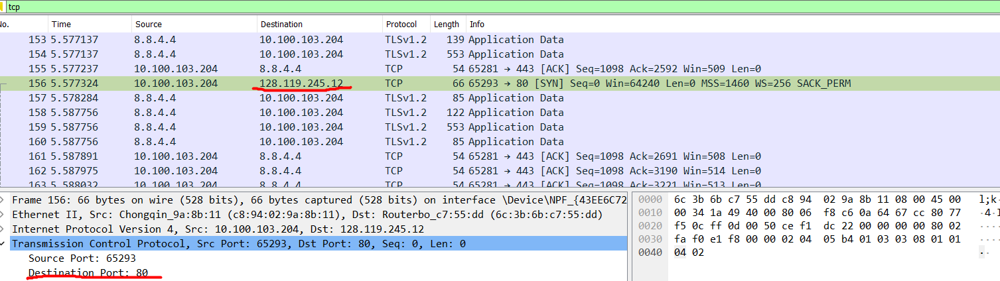 tcp
No. Time Source Destination Protocol Length Info
153 5.577137 8.8.4.4 10.100.103.204 TLSv1.2 139 Application Data
154 5.577137 8.8.4.4 10.100.103.204 TLSv1.2 553 Application Data
155 5.577237 10.100.103.204 8.8.4.4 TCP 54 65281 → 443 [ACK] Seq=1098 Ack=2592 Win=509 Len=0
156 5.577324 10.100.103.204 128.119.245.12 TCP 66 65293 → 80 [SYN] Seq=0 Win=64240 Len=0 MSS=1460 WS=256 SACK_PERM
157 5.578284 8.8.4.4 10.100.103.204 TLSv1.2 85 Application Data
158 5.587756 8.8.4.4 10.100.103.204 TLSv1.2 122 Application Data
159 5.587756 8.8.4.4 10.100.103.204 TLSv1.2 553 Application Data
160 5.587756 8.8.4.4 10.100.103.204 TLSv1.2 85 Application Data
161 5.587891 10.100.103.204 8.8.4.4 TCP 54 65281 → 443 [ACK] Seq=1098 Ack=2691 Win=508 Len=0
162 5.587975 10.100.103.204 8.8.4.4 TCP 54 65281 → 443 [ACK] Seq=1098 Ack=3190 Win=514 Len=0
163 5.588032 10.100.103.204 8.8.4.4 TCP 54 65281 → 443 [ACK] Seq=1098 Ack=3221 Win=513 Len=0
Frame 156: 66 bytes on wire (528 bits), 66 bytes captured (528 bits) on interface \Device\NPF_{43EE6C72
Ethernet II, Src: Chongqin_9a:8b:11 (c8:94:02:9a:8b:11), Dst: Routerbo_c7:55:dd (6c:3b:6b:c7:55:dd)
Internet Protocol Version 4, Src: 10.100.103.204, Dst: 128.119.245.12
Transmission Control Protocol, Src Port: 65293, Dst Port: 80, Seq: 0, Len: 0
Source Port: 65293
Destination Port: 80
0000 6c 3b 6b c7 55 dd c8 94 02 9a 8b 11 08 00 45 00 l;k·
0010 00 34 1a 49 40 00 80 06 f8 c6 0a 64 67 cc 80 77 ·4·I
0020 f5 0c ff 0d 00 50 ce f1 dc 22 00 00 00 00 80 02 ····
0030 fa f0 e1 f8 00 00 02 04 05 b4 01 03 03 08 01 01 ····
0040 04 02 ··